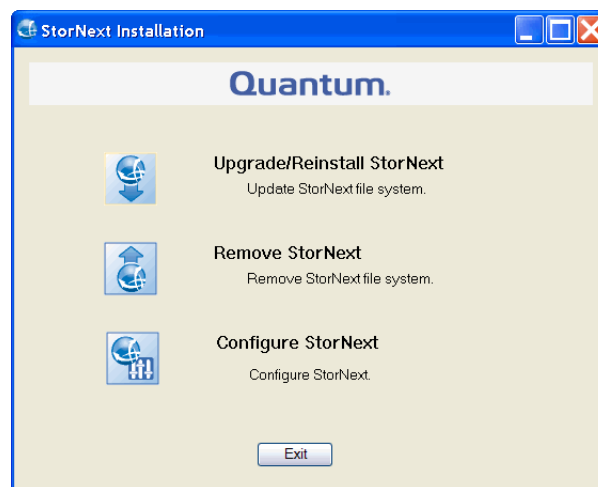 StorNext Installation
Quantum.
Upgrade/Reinstall StorNext
Update StorNext file system.
Remove StorNext
Remove StorNext file system.
Configure StorNext
Configure StorNext.
Exit